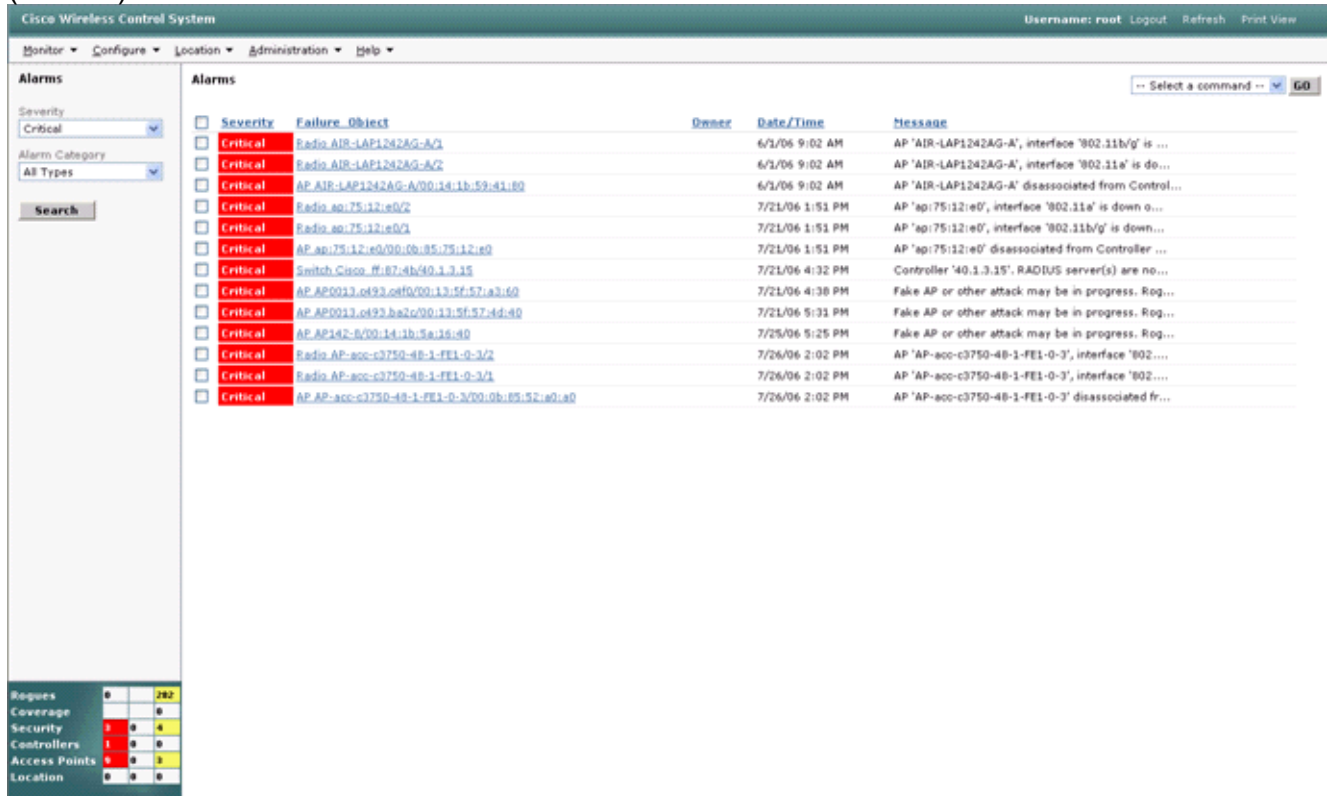 Cisco Wireless Control System
Username: root Logout Refresh Print View
Monitor Configure Location Administration Help
Alarms
Severity
Critical
Alarm Category
All Types
Search
Alarms
-- Select a command -- GO
Severity Failure Object Owner Date/Time Message
Critical Radio AIR-LAP1242AG-A/1 6/1/06 9:02 AM AP 'AIR-LAP1242AG-A', interface '802.11b/g' is ...
Critical Radio AIR-LAP1242AG-A/2 6/1/06 9:02 AM AP 'AIR-LAP1242AG-A', interface '802.11a' is do...
Critical AP AIR-LAP1242AG-A/00:14:1b:59:41:80 6/1/06 9:02 AM AP 'AIR-LAP1242AG-A' disassociated from Control...
Critical Radio ap:75:12:e0/2 7/21/06 1:51 PM AP 'ap:75:12:e0', interface '802.11a' is down o...
Critical Radio ap:75:12:e0/1 7/21/06 1:51 PM AP 'ap:75:12:e0', interface '802.11b/g' is down...
Critical AP ap:75:12:e0/00:0b:85:75:12:e0 7/21/06 1:51 PM AP 'ap:75:12:e0' disassociated from Controller ...
Critical Switch Cisco_ff:87:4b/40.1.3.15 7/21/06 4:32 PM Controller '40.1.3.15'. RADIUS server(s) are no...
Critical AP AP0013.c493.c4f0/00:13:5f:57:a3:60 7/21/06 4:38 PM Fake AP or other attack may be in progress. Rog...
Critical AP AP0013.c493.ba2c/00:13:5f:57:4d:40 7/21/06 5:31 PM Fake AP or other attack may be in progress. Rog...
Critical AP AP142-8/00:14:1b:5a:16:40 7/25/06 5:25 PM Fake AP or other attack may be in progress. Rog...
Critical Radio AP-acc-c3750-48-1-FE1-0-3/2 7/26/06 2:02 PM AP 'AP-acc-c3750-48-1-FE1-0-3', interface '802....
Critical Radio AP-acc-c3750-48-1-FE1-0-3/1 7/26/06 2:02 PM AP 'AP-acc-c3750-48-1-FE1-0-3', interface '802....
Critical AP AP-acc-c3750-48-1-FE1-0-3/00:0b:85:52:a0:a0 7/26/06 2:02 PM AP 'AP-acc-c3750-48-1-FE1-0-3' disassociated fr...
Rogues 0 282
Coverage 0
Security 3 0 4
Controllers 1 0 0
Access Points 9 0 3
Location 0 0 0